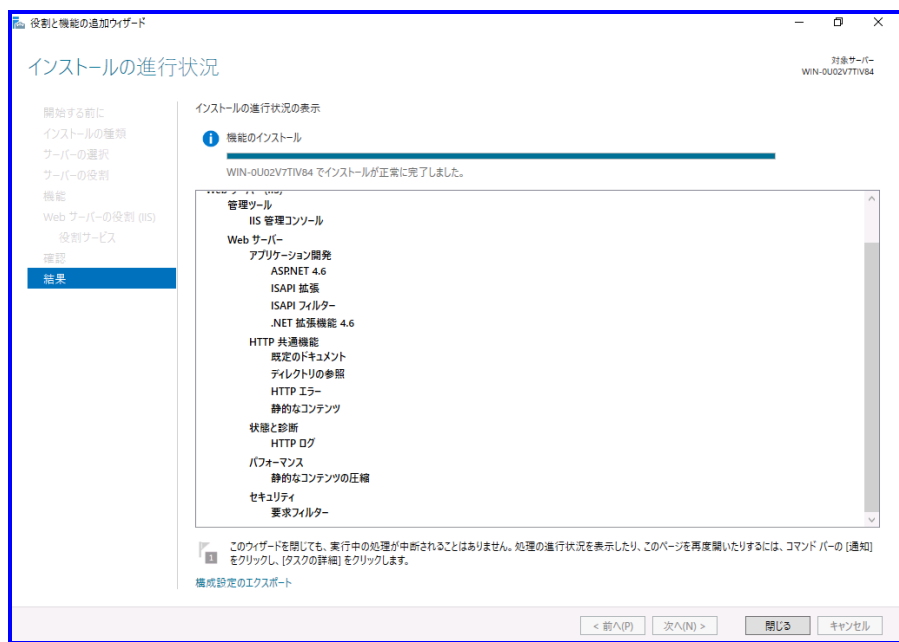 役割と機能の追加ウィザード
インストールの進行状況
対象サーバー
WIN-0U02V7TIV84
開始する前に
インストールの種類
サーバーの選択
サーバーの役割
機能
Web サーバーの役割 (IIS)
役割サービス
確認
結果
インストールの進行状況の表示
機能のインストール
WIN-0U02V7TIV84 でインストールが正常に完了しました。
Web サーバー (IIS)
管理ツール
IIS 管理コンソール
Web サーバー
アプリケーション開発
ASP.NET 4.6
ISAPI 拡張
ISAPI フィルター
.NET 拡張機能 4.6
HTTP 共通機能
既定のドキュメント
ディレクトリの参照
HTTP エラー
静的なコンテンツ
状態と診断
HTTP ログ
パフォーマンス
静的なコンテンツの圧縮
セキュリティ
要求フィルター
1
このウィザードを閉じても、実行中の処理が中断されることはありません。処理の進行状況を表示したり、このページを再度開いたりするには、コマンド バーの [通知]
をクリックし、[タスクの詳細] をクリックします。
構成設定のエクスポート
< 前へ(P)
次へ(N) >
閉じる
キャンセル